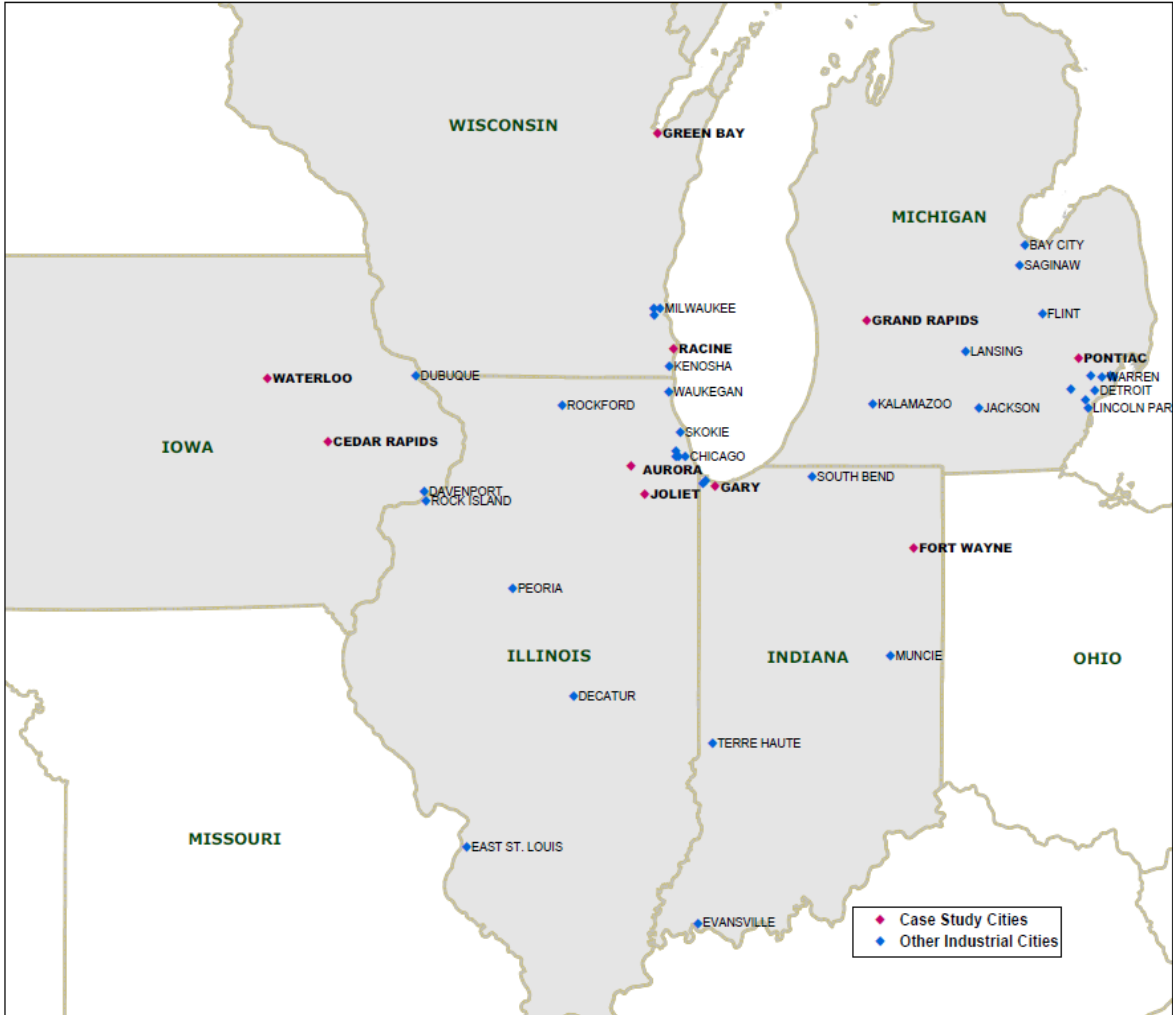 WISCONSIN
GREEN BAY
MICHIGAN
BAY CITY
SAGINAW
MILWAUKEE
FLINT
GRAND RAPIDS
RACINE
LANSING
PONTIAC
KENOSHA
WATERLOO
DUBUQUE
WARREN
WAUKEGAN
DETROIT
ROCKFORD
KALAMAZOO
JACKSON
LINCOLN PAR
SKOKIE
IOWA
CEDAR RAPIDS
CHICAGO
AURORA
SOUTH BEND
GARY
DAVENPORT
JOLIET
ROCK ISLAND
FORT WAYNE
PEORIA
ILLINOIS
INDIANA
MUNCIE
OHIO
DECATUR
TERRE HAUTE
MISSOURI
EAST ST. LOUIS
EVANSVILLE
Case Study Cities
Other Industrial Cities